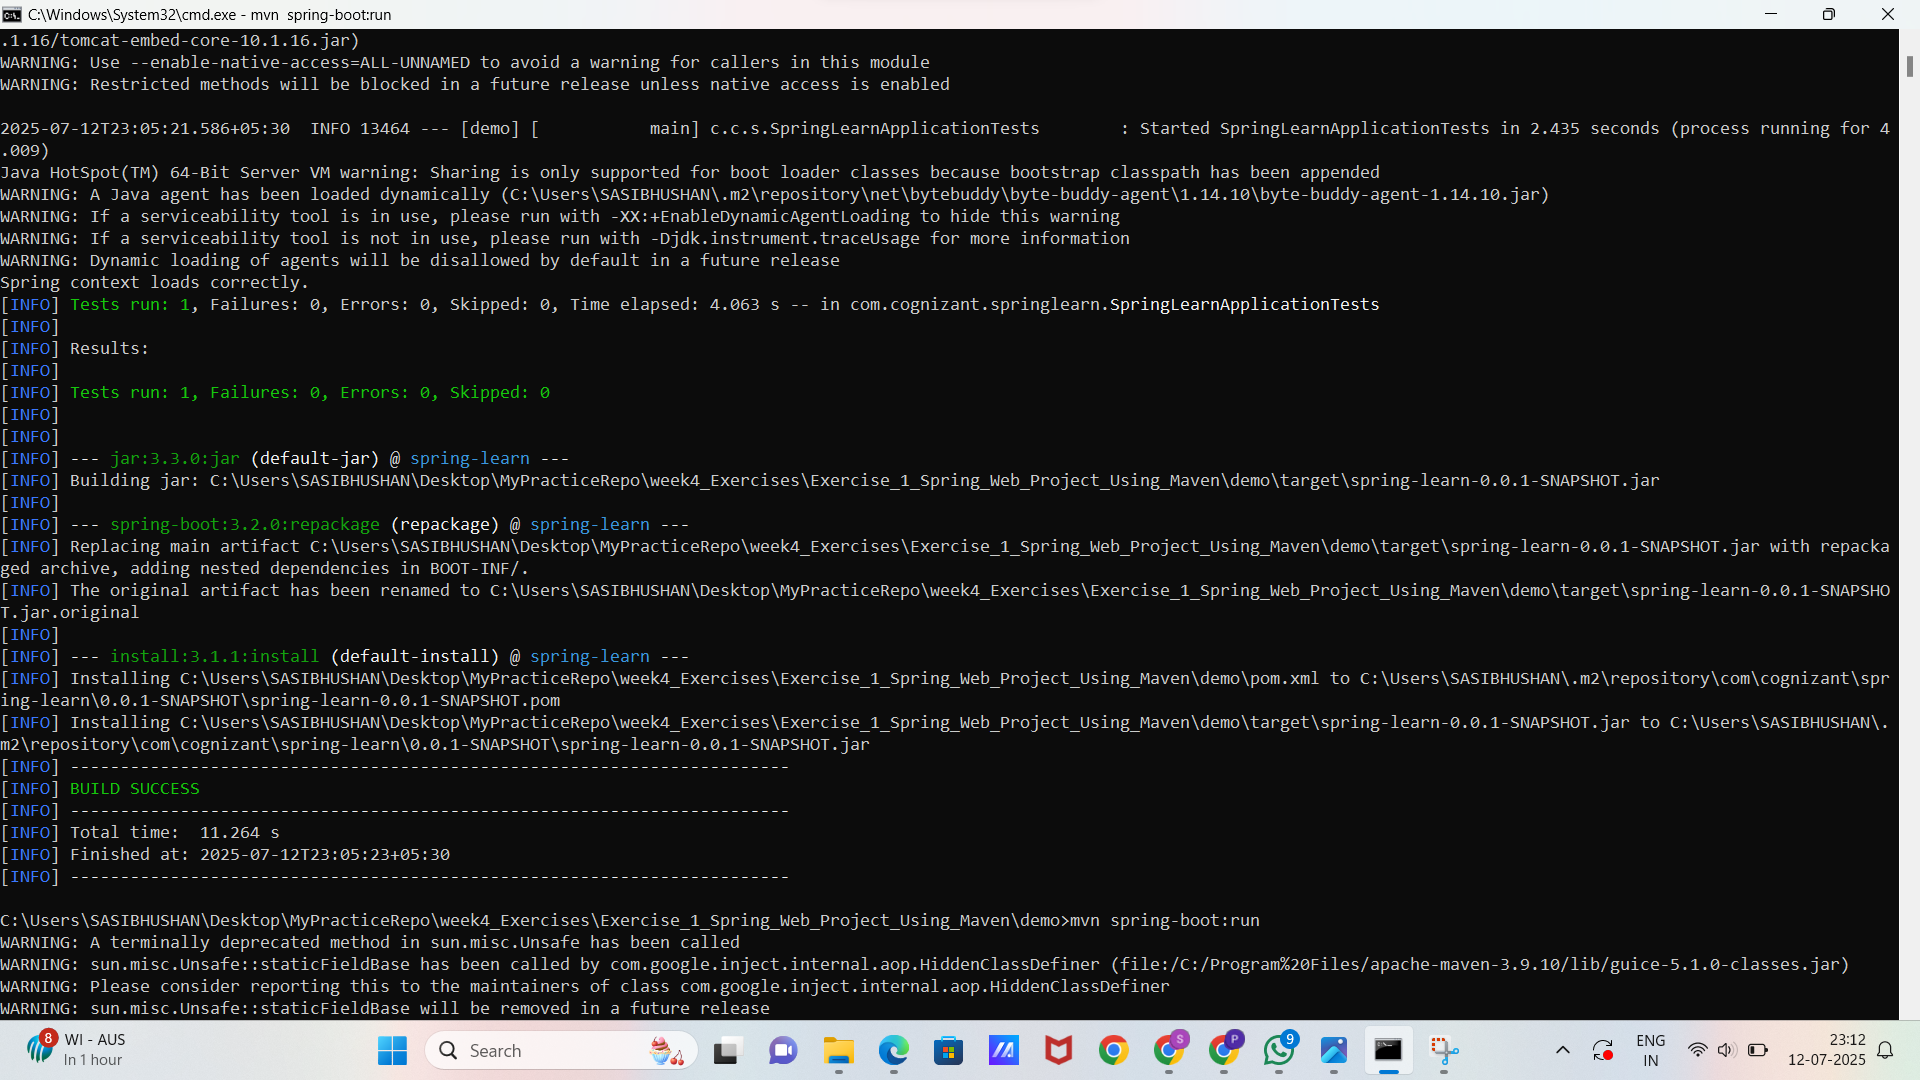 C:\Windows\System32\cmd.exe - mvn  spring-boot:run
.1.16/tomcat-embed-core-10.1.16.jar)
WARNING: Use --enable-native-access=ALL-UNNAMED to avoid a warning for callers in this module
WARNING: Restricted methods will be blocked in a future release unless native access is enabled
2025-07-12T23:05:21.586+05:30  INFO 13464 --- [demo] [           main] c.c.s.SpringLearnApplicationTests        : Started SpringLearnApplicationTests in 2.435 seconds (process running for 4
.009)
Java HotSpot(TM) 64-Bit Server VM warning: Sharing is only supported for boot loader classes because bootstrap classpath has been appended
WARNING: A Java agent has been loaded dynamically (C:\Users\SASIBHUSHAN\.m2\repository\net\bytebuddy\byte-buddy-agent\1.14.10\byte-buddy-agent-1.14.10.jar)
WARNING: If a serviceability tool is in use, please run with -XX:+EnableDynamicAgentLoading to hide this warning
WARNING: If a serviceability tool is not in use, please run with -Djdk.instrument.traceUsage for more information
WARNING: Dynamic loading of agents will be disallowed by default in a future release
Spring context loads correctly.
[INFO] Tests run: 1, Failures: 0, Errors: 0, Skipped: 0, Time elapsed: 4.063 s -- in com.cognizant.springlearn.SpringLearnApplicationTests
[INFO]
[INFO] Results:
[INFO]
[INFO] Tests run: 1, Failures: 0, Errors: 0, Skipped: 0
[INFO]
[INFO]
[INFO] --- jar:3.3.0:jar (default-jar) @ spring-learn ---
[INFO] Building jar: C:\Users\SASIBHUSHAN\Desktop\MyPracticeRepo\week4_Exercises\Exercise_1_Spring_Web_Project_Using_Maven\demo\target\spring-learn-0.0.1-SNAPSHOT.jar
[INFO]
[INFO] --- spring-boot:3.2.0:repackage (repackage) @ spring-learn ---
[INFO] Replacing main artifact C:\Users\SASIBHUSHAN\Desktop\MyPracticeRepo\week4_Exercises\Exercise_1_Spring_Web_Project_Using_Maven\demo\target\spring-learn-0.0.1-SNAPSHOT.jar with repacka
ged archive, adding nested dependencies in BOOT-INF/.
[INFO] The original artifact has been renamed to C:\Users\SASIBHUSHAN\Desktop\MyPracticeRepo\week4_Exercises\Exercise_1_Spring_Web_Project_Using_Maven\demo\target\spring-learn-0.0.1-SNAPSHO
T.jar.original
[INFO]
[INFO] --- install:3.1.1:install (default-install) @ spring-learn ---
[INFO] Installing C:\Users\SASIBHUSHAN\Desktop\MyPracticeRepo\week4_Exercises\Exercise_1_Spring_Web_Project_Using_Maven\demo\pom.xml to C:\Users\SASIBHUSHAN\.m2\repository\com\cognizant\spr
ing-learn\0.0.1-SNAPSHOT\spring-learn-0.0.1-SNAPSHOT.pom
[INFO] Installing C:\Users\SASIBHUSHAN\Desktop\MyPracticeRepo\week4_Exercises\Exercise_1_Spring_Web_Project_Using_Maven\demo\target\spring-learn-0.0.1-SNAPSHOT.jar to C:\Users\SASIBHUSHAN\.
m2\repository\com\cognizant\spring-learn\0.0.1-SNAPSHOT\spring-learn-0.0.1-SNAPSHOT.jar
[INFO] ------------------------------------------------------------------------
[INFO] BUILD SUCCESS
[INFO] ------------------------------------------------------------------------
[INFO] Total time:  11.264 s
[INFO] Finished at: 2025-07-12T23:05:23+05:30
[INFO] ------------------------------------------------------------------------
C:\Users\SASIBHUSHAN\Desktop\MyPracticeRepo\week4_Exercises\Exercise_1_Spring_Web_Project_Using_Maven\demo>mvn spring-boot:run
WARNING: A terminally deprecated method in sun.misc.Unsafe has been called
WARNING: sun.misc.Unsafe::staticFieldBase has been called by com.google.inject.internal.aop.HiddenClassDefiner (file:/C:/Program%20Files/apache-maven-3.9.10/lib/guice-5.1.0-classes.jar)
WARNING: Please consider reporting this to the maintainers of class com.google.inject.internal.aop.HiddenClassDefiner
WARNING: sun.misc.Unsafe::staticFieldBase will be removed in a future release
8
WI - AUS
In 1 hour
Search
S
P
9
ENG
IN
23:12
12-07-2025